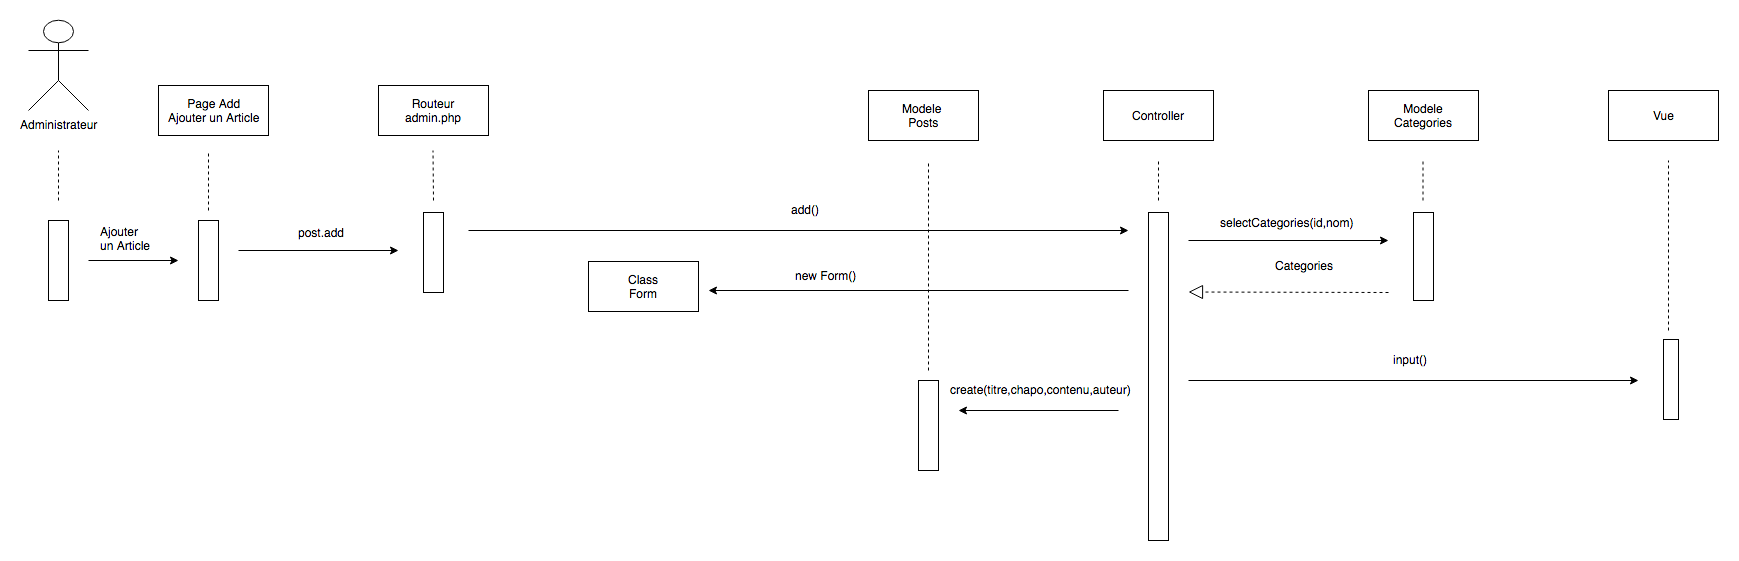 Administrateur
Page Add
Ajouter un Article
Routeur
admin.php
Modele
Posts
Controller
Modele
Categories
Vue
Ajouter
un Article
post.add
add()
selectCategories(id,nom)
Class
Form
new Form()
Categories
input()
create(titre,chapo,contenu,auteur)